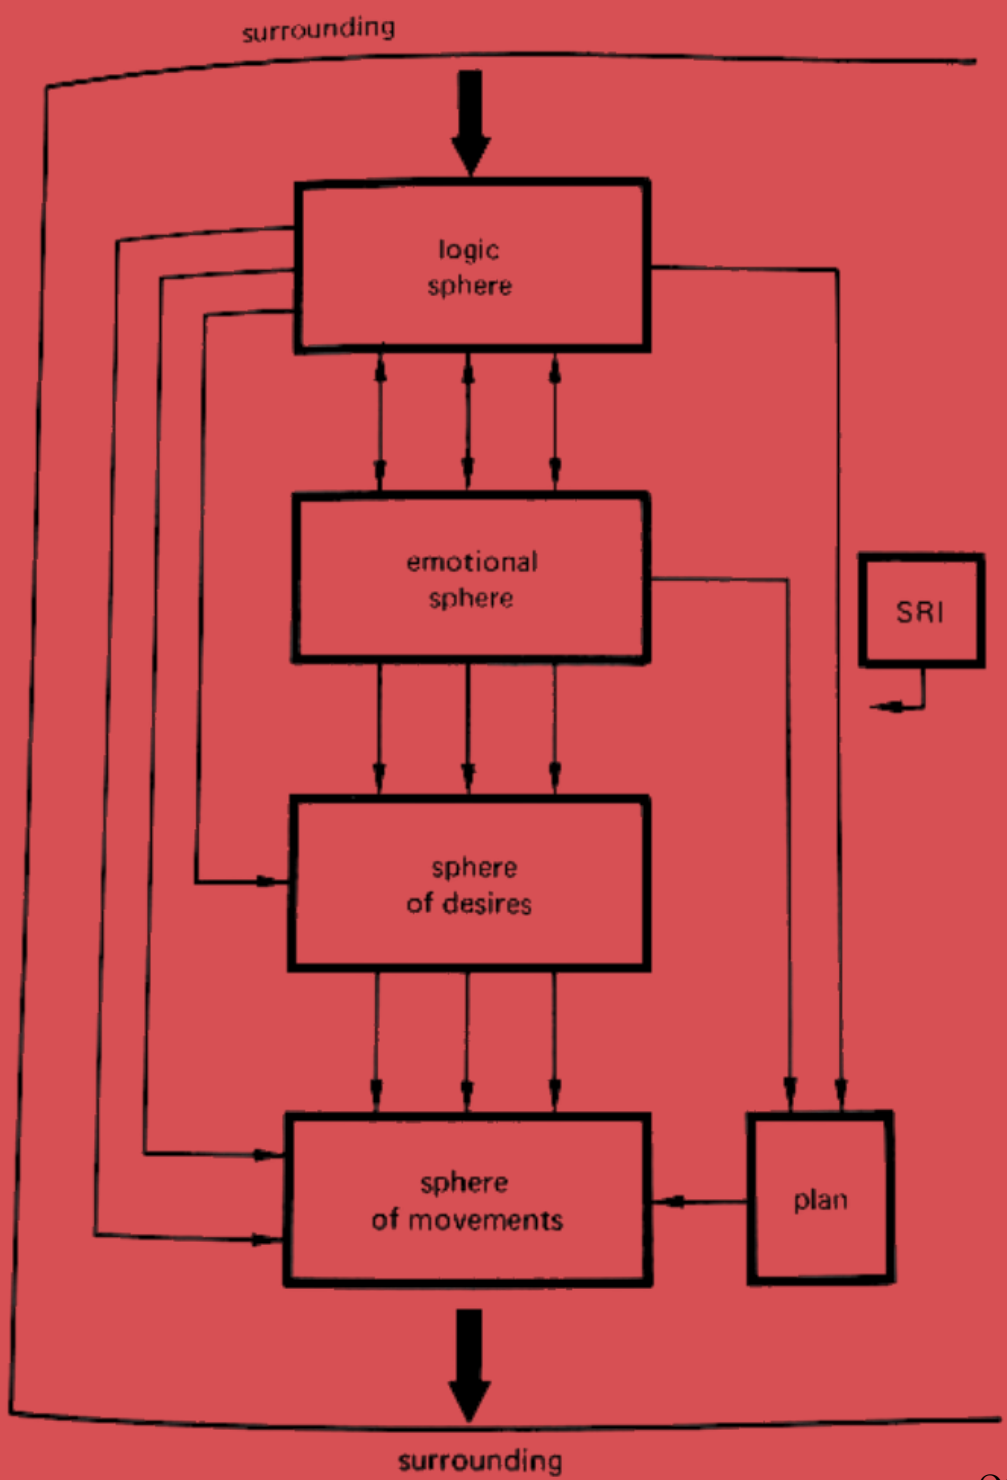 surrounding
logic
sphere
emotional
sphere
SRI
sphere
of desires
sphere
of movements
plan
surrounding